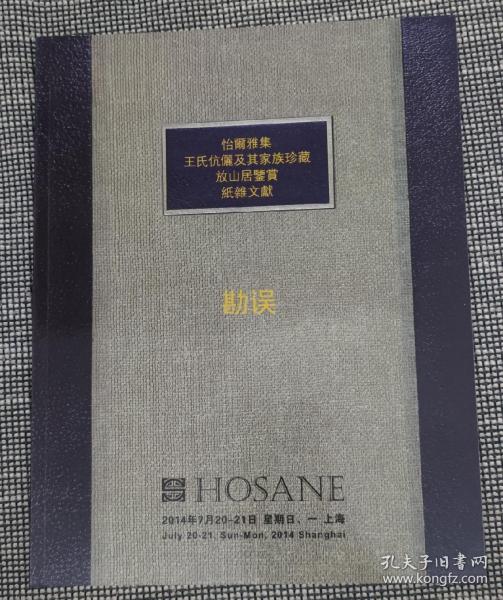 怡爾雅集
王氏伉儷及其家族珍藏
放山居鑒賞
紙雜文獻
勘误
HOSANE
2014年7月20-21日 星期日、一 上海
July 20-21, Sun-Mon, 2014 Shanghai
孔夫子旧书网
www.kongfz.com